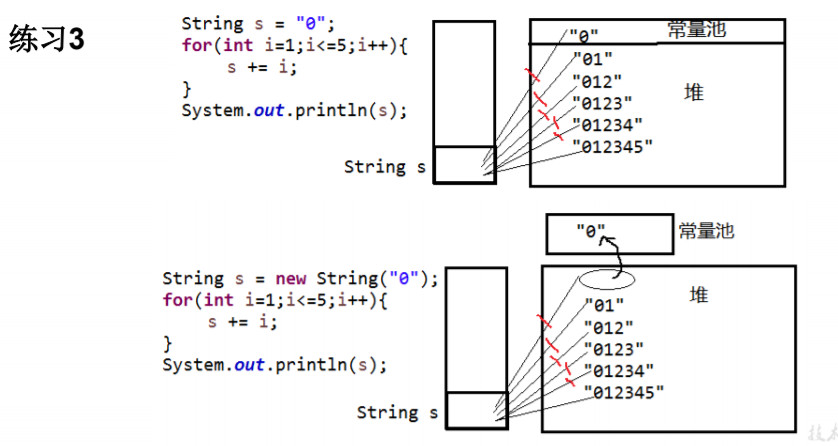 练习3
String s = "0";
for(int i=1;i<=5;i++){
s += i;
}
System.out.println(s);
String s
常量池
"0"
"01"
"012"
"0123"
"01234"
"012345"
堆
"0"
常量池
String s = new String("0");
for(int i=1;i<=5;i++){
s += i;
}
System.out.println(s);
String s
堆
"01"
"012"
"0123"
"01234"
"012345"